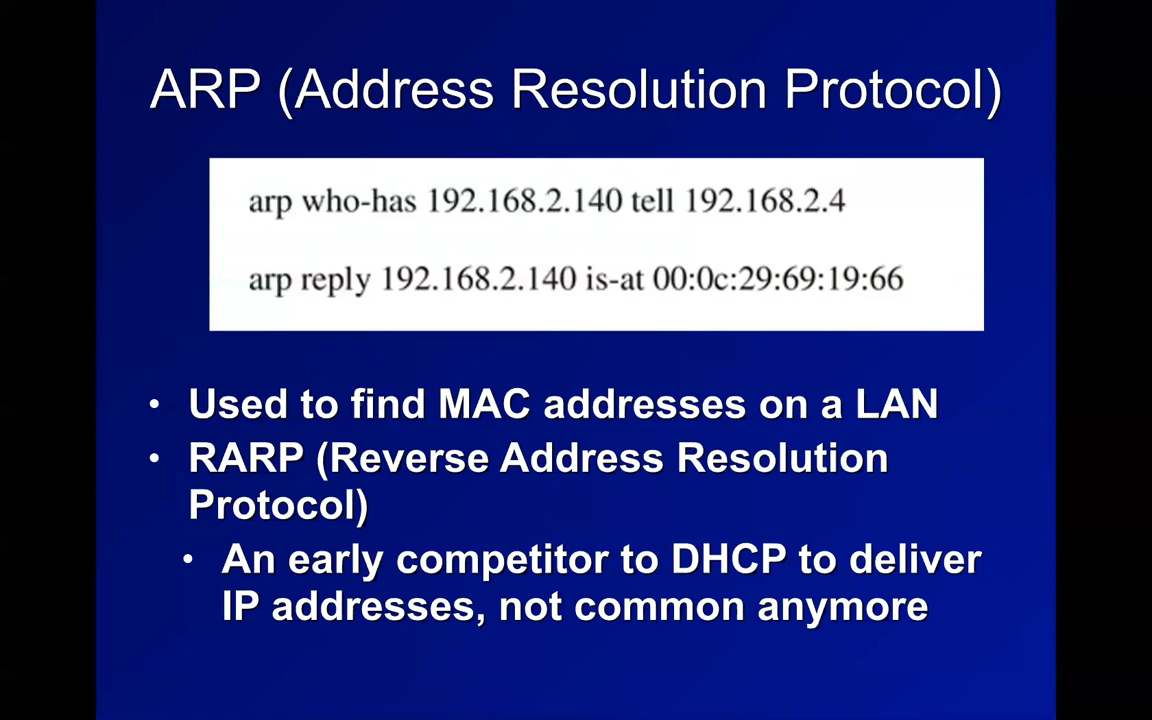 ARP (Address Resolution Protocol)
arp who-has 192.168.2.140 tell 192.168.2.4
arp reply 192.168.2.140 is-at 00:0c:29:69:19:66
• Used to find MAC addresses on a LAN
• RARP (Reverse Address Resolution
Protocol)
• An early competitor to DHCP to deliver
IP addresses, not common anymore